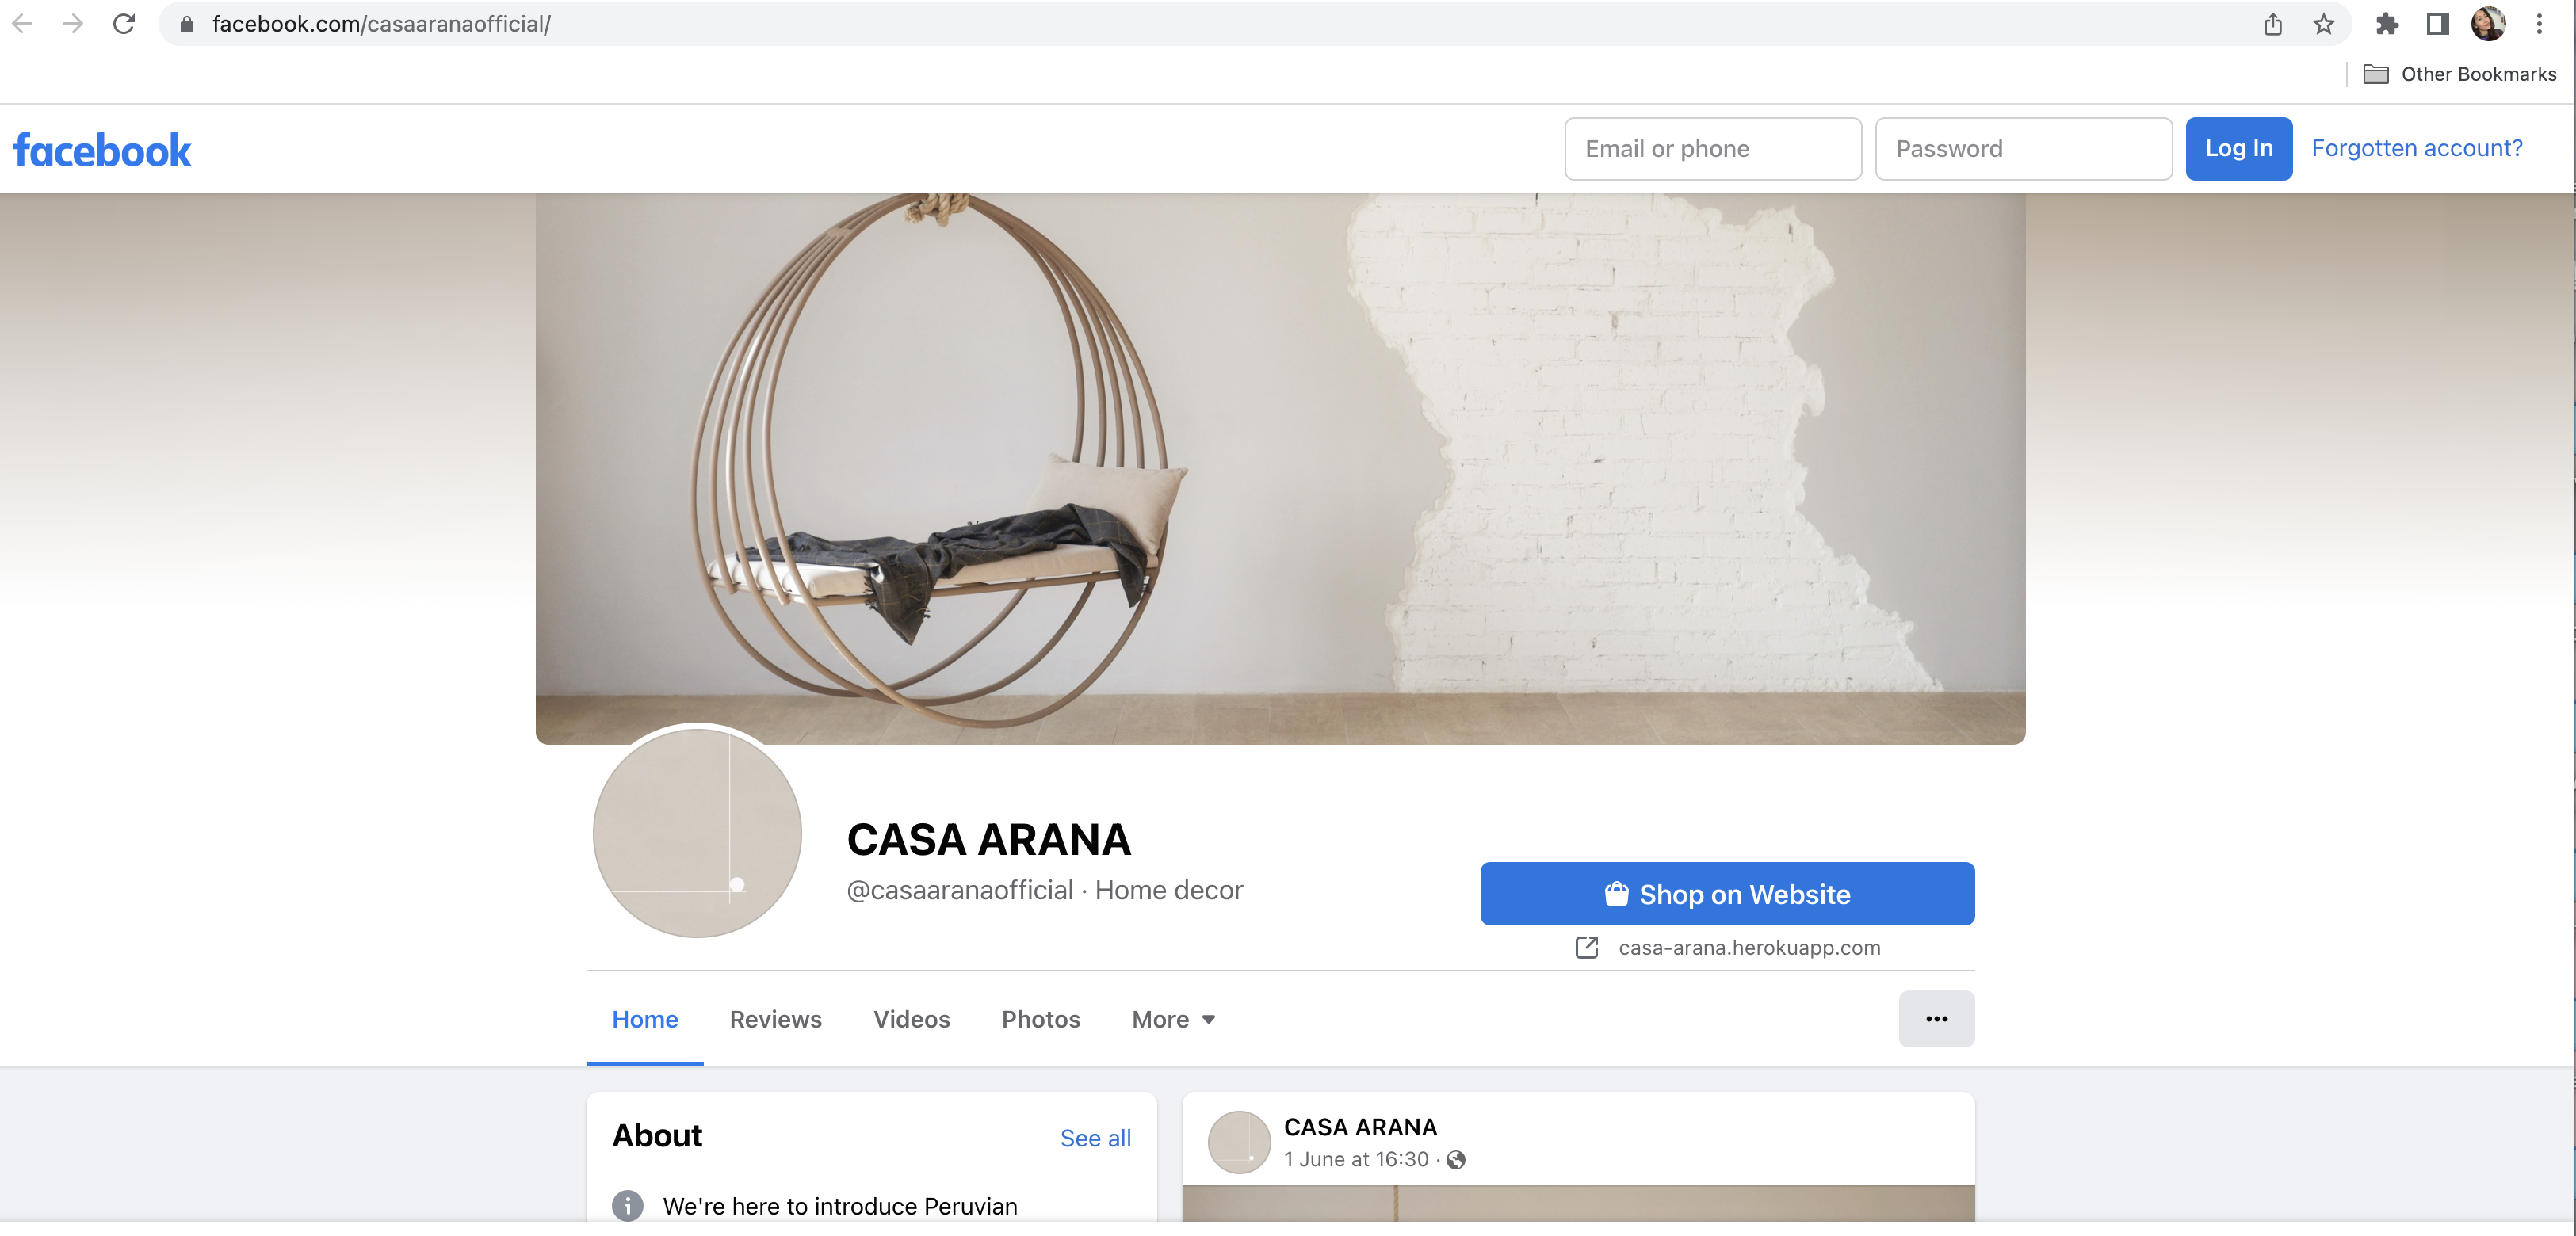 facebook.com/casaaranaofficial/
Other Bookmarks
facebook
Email or phone
Password
Log In
Forgotten account?
CASA ARANA
@casaaranaofficial · Home decor
Shop on Website
casa-arana.herokuapp.com
Home
Reviews
Videos
Photos
More
About
See all
We're here to introduce Peruvian
CASA ARANA
1 June at 16:30 ·